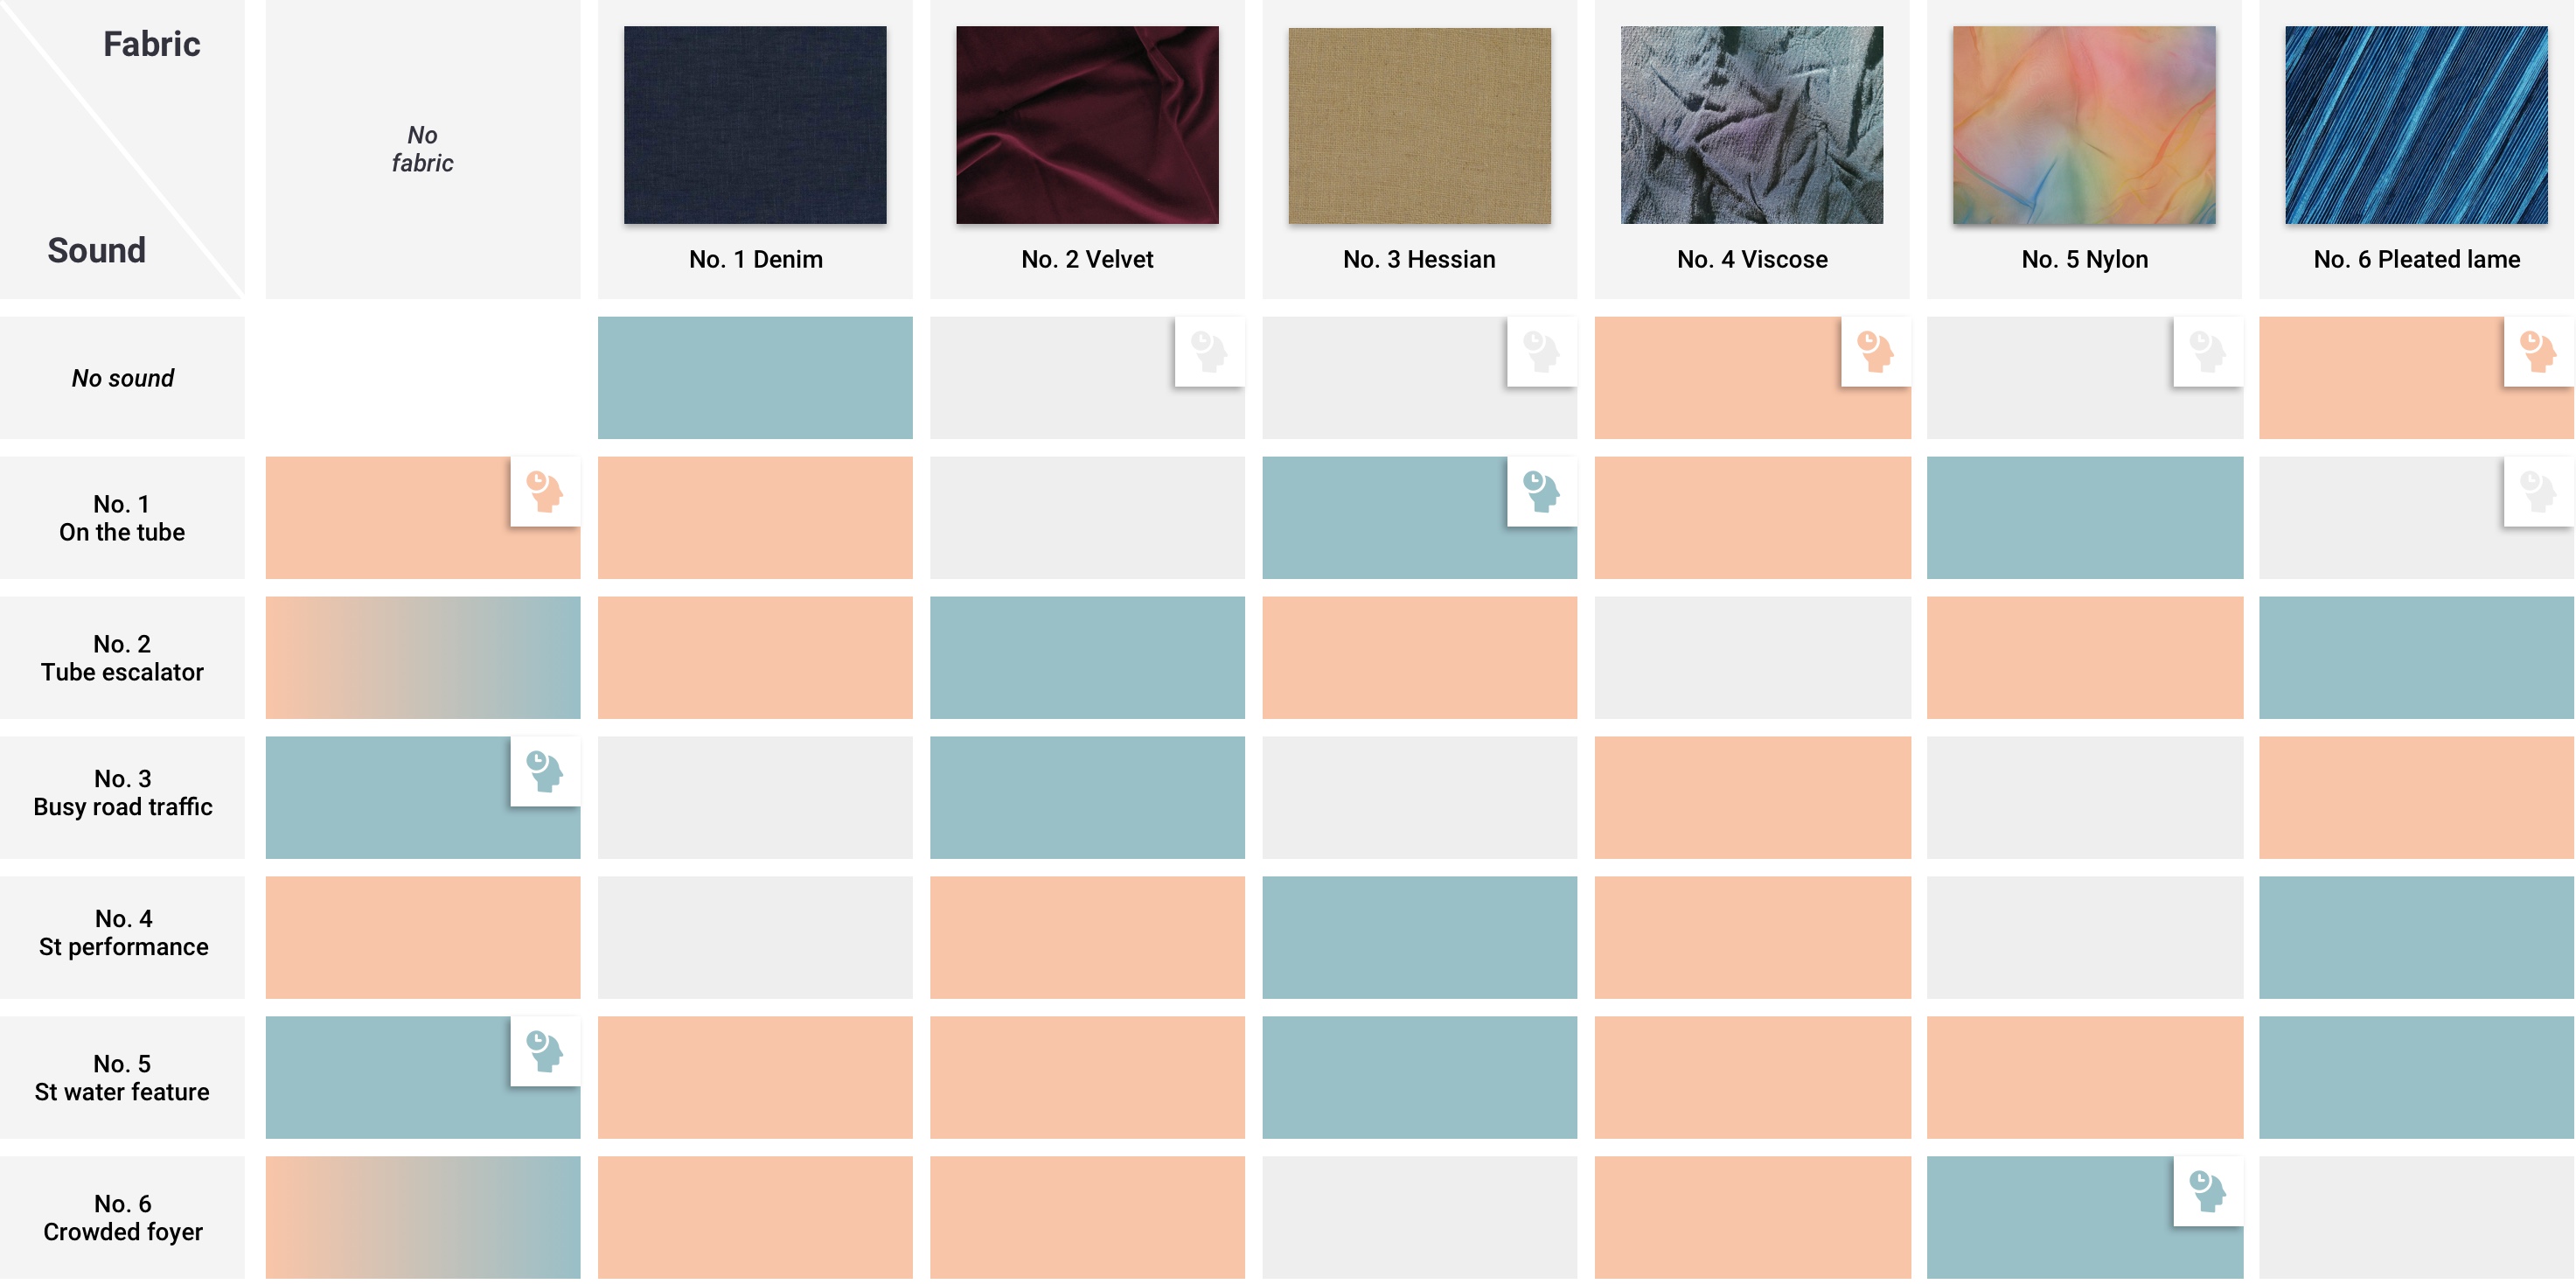 Fabric
Sound
No
fabric
No. 1 Denim
No. 2 Velvet
No. 3 Hessian
No. 4 Viscose
No. 5 Nylon
No. 6 Pleated lame
No sound
No. 1
On the tube
No. 2
Tube escalator
No. 3
Busy road traffic
No. 4
St performance
No. 5
St water feature
No. 6
Crowded foyer